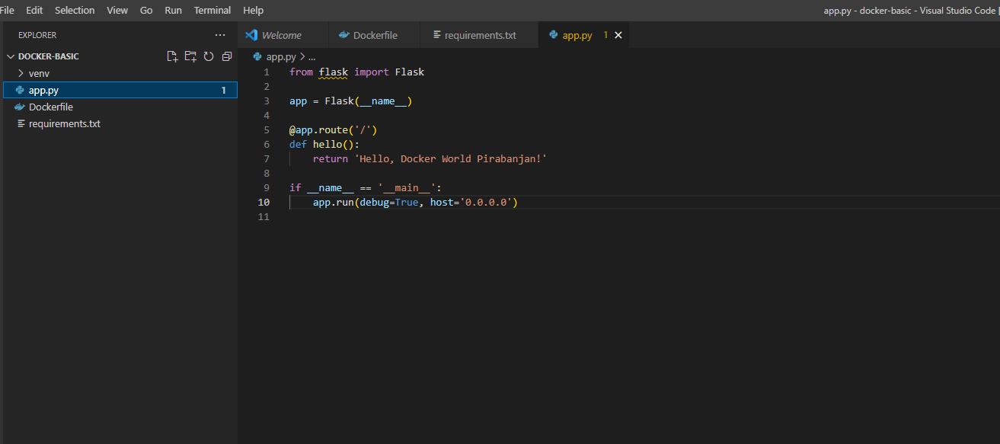 File Edit Selection View Go Run Terminal Help
app.py - docker-basic - Visual Studio Code
EXPLORER
Welcome
Dockerfile
requirements.txt
app.py 1
DOCKER-BASIC
venv
app.py 1
Dockerfile
requirements.txt
app.py > ...
1 from flask import Flask
2
3 app = Flask(__name__)
4
5 @app.route('/')
6 def hello():
7 return 'Hello, Docker World Pirabanjan!'
8
9 if __name__ == '__main__':
10 app.run(debug=True, host='0.0.0.0')
11